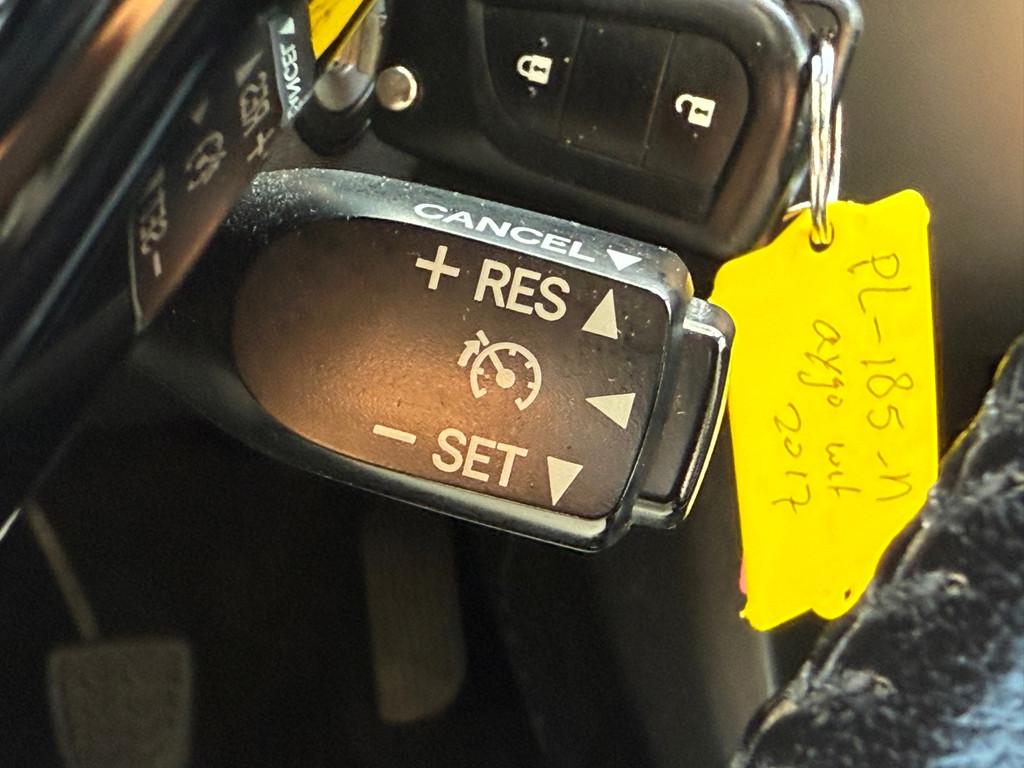 CANCEL ▼
+ RES ▲
◀
− SET ▼
PL-185-N
aygo wit
2017